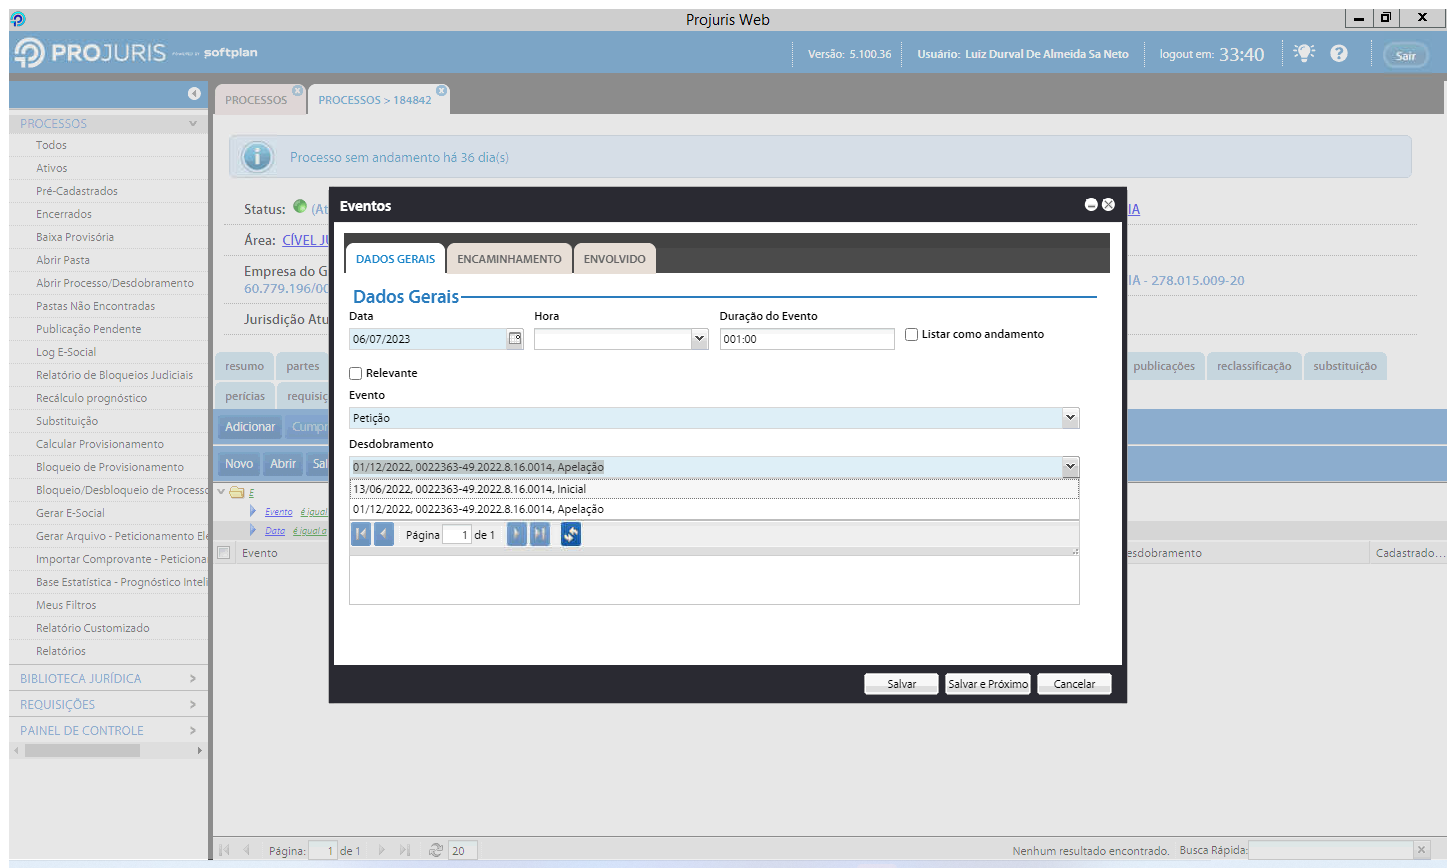 Projuris Web
PROJURIS POWERED BY softplan
Versão: 5.100.36
Usuário: Luiz Durval De Almeida Sa Neto
logout em: 33:40
Sair
PROCESSOS
Todos
Ativos
Pré-Cadastrados
Encerrados
Baixa Provisória
Abrir Pasta
Abrir Processo/Desdobramento
Pastas Não Encontradas
Publicação Pendente
Log E-Social
Relatório de Bloqueios Judiciais
Recálculo prognóstico
Substituição
Calcular Provisionamento
Bloqueio de Provisionamento
Bloqueio/Desbloqueio de Processo
Gerar E-Social
Gerar Arquivo - Peticionamento Ele
Importar Comprovante - Peticiona
Base Estatística - Prognóstico Inteli
Meus Filtros
Relatório Customizado
Relatórios
BIBLIOTECA JURÍDICA
REQUISIÇÕES
PAINEL DE CONTROLE
PROCESSOS
PROCESSOS > 184842
Processo sem andamento há 36 dia(s)
Status: (At
IA
Área: CÍVEL JU
Empresa do G
60.779.196/00
IA - 278.015.009-20
Jurisdição Atu
resumo
partes
publicações
reclassificação
substituição
perícias
requisiç
Adicionar
Cumpr
Novo
Abrir
Sal
E
Evento é igual
Data é igual a
Evento
esdobramento
Cadastrado...
Eventos
DADOS GERAIS
ENCAMINHAMENTO
ENVOLVIDO
Dados Gerais
Data
Hora
Duração do Evento
06/07/2023
001:00
Listar como andamento
Relevante
Evento
Petição
Desdobramento
01/12/2022, 0022363-49.2022.8.16.0014, Apelação
13/06/2022, 0022363-49.2022.8.16.0014, Inicial
01/12/2022, 0022363-49.2022.8.16.0014, Apelação
Página 1 de 1
Salvar
Salvar e Próximo
Cancelar
Página: 1 de 1
20
Nenhum resultado encontrado.
Busca Rápida: